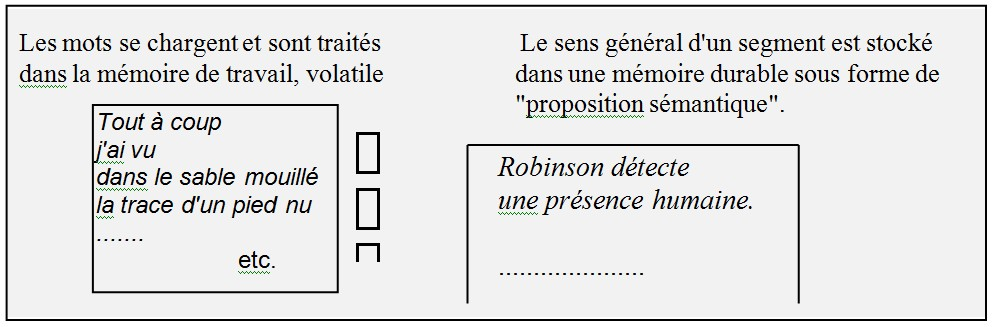 Les mots se chargent et sont traités
dans la mémoire de travail, volatile
Tout à coup
j'ai vu
dans le sable mouillé
la trace d'un pied nu
.......
etc.
Le sens général d'un segment est stocké
dans une mémoire durable sous forme de
"proposition sémantique".
Robinson détecte
une présence humaine.
.....................